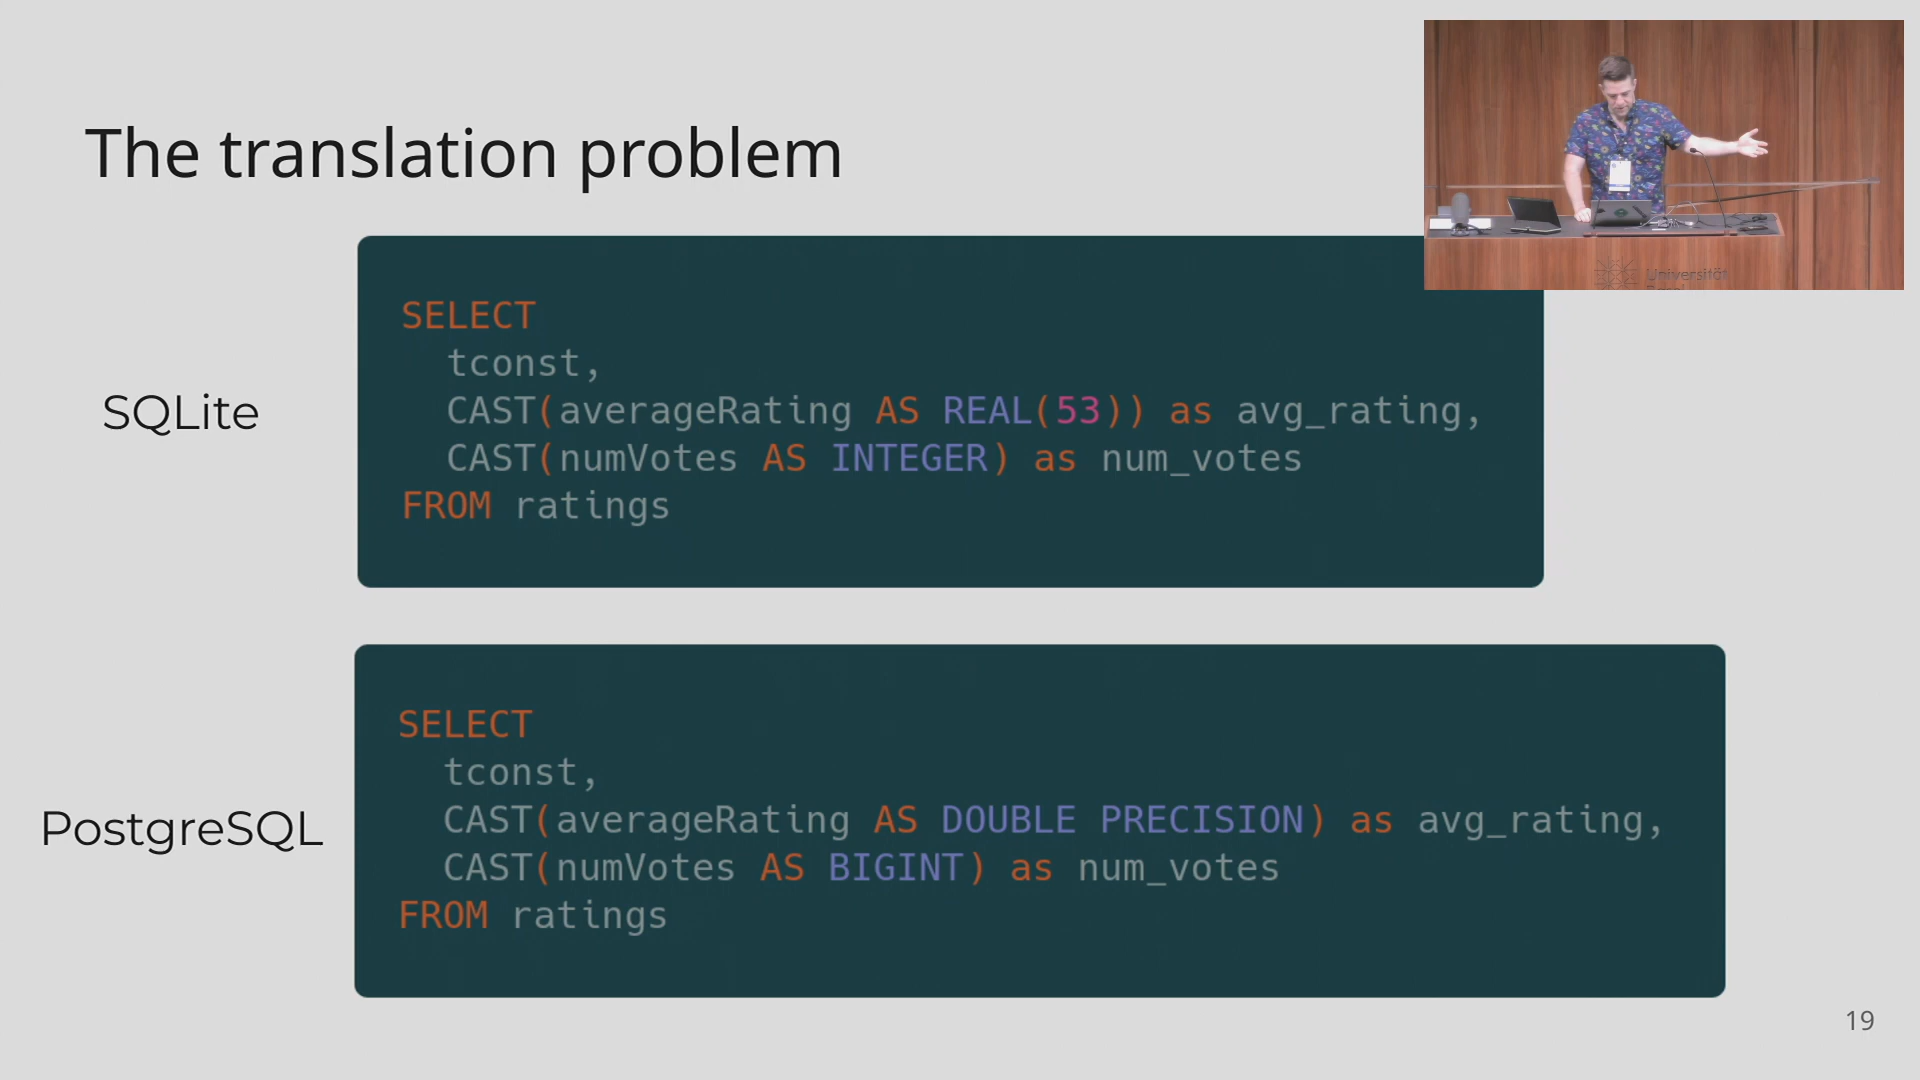 The translation problem
SQLite
SELECT
tconst,
CAST(averageRating AS REAL(53)) as avg_rating,
CAST(numVotes AS INTEGER) as num_votes
FROM ratings
PostgreSQL
SELECT
tconst,
CAST(averageRating AS DOUBLE PRECISION) as avg_rating,
CAST(numVotes AS BIGINT) as num_votes
FROM ratings
19
Universität